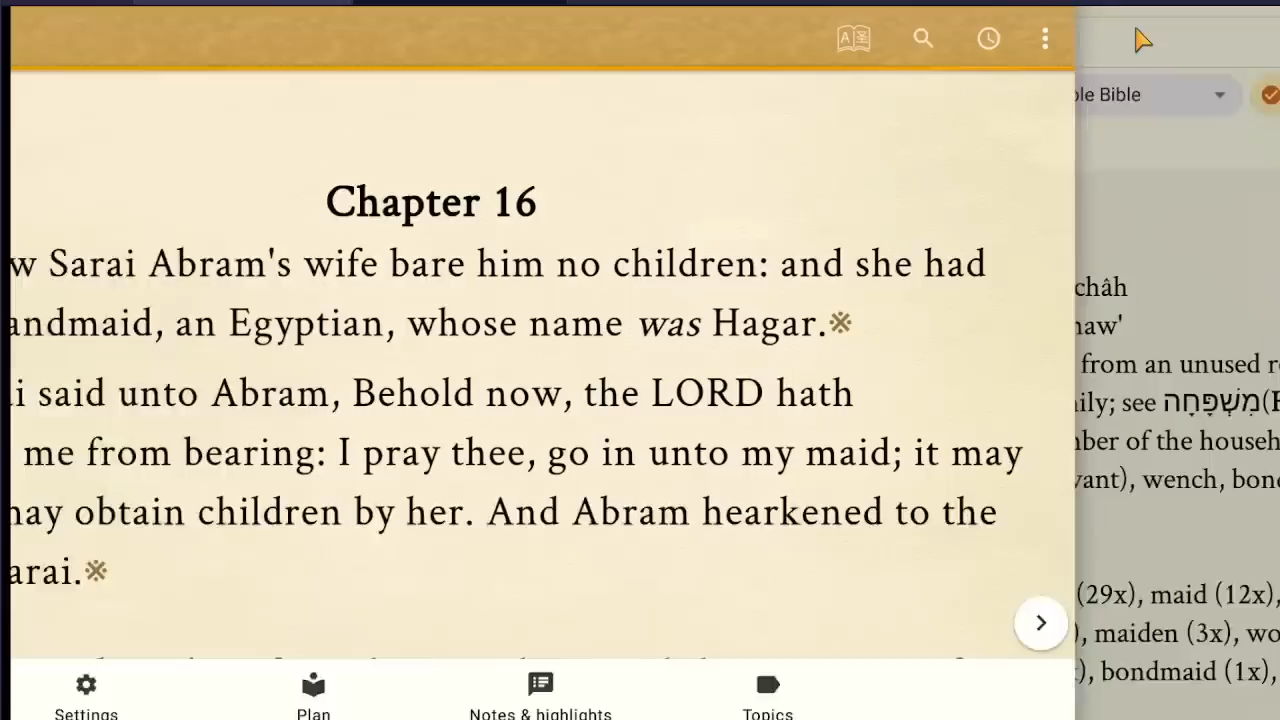 ole Bible
Chapter 16
w Sarai Abram's wife bare him no children: and she had
andmaid, an Egyptian, whose name was Hagar.※
i said unto Abram, Behold now, the LORD hath
me from bearing: I pray thee, go in unto my maid; it may
may obtain children by her. And Abram hearkened to the
arai.※
Settings
Plan
Notes & highlights
Topics
châh
haw'
from an unused r
ily; see מִשְׁפָּחָה(H
ber of the househ
vant), wench, bon
(29x), maid (12x),
), maiden (3x), wo
), bondmaid (1x),